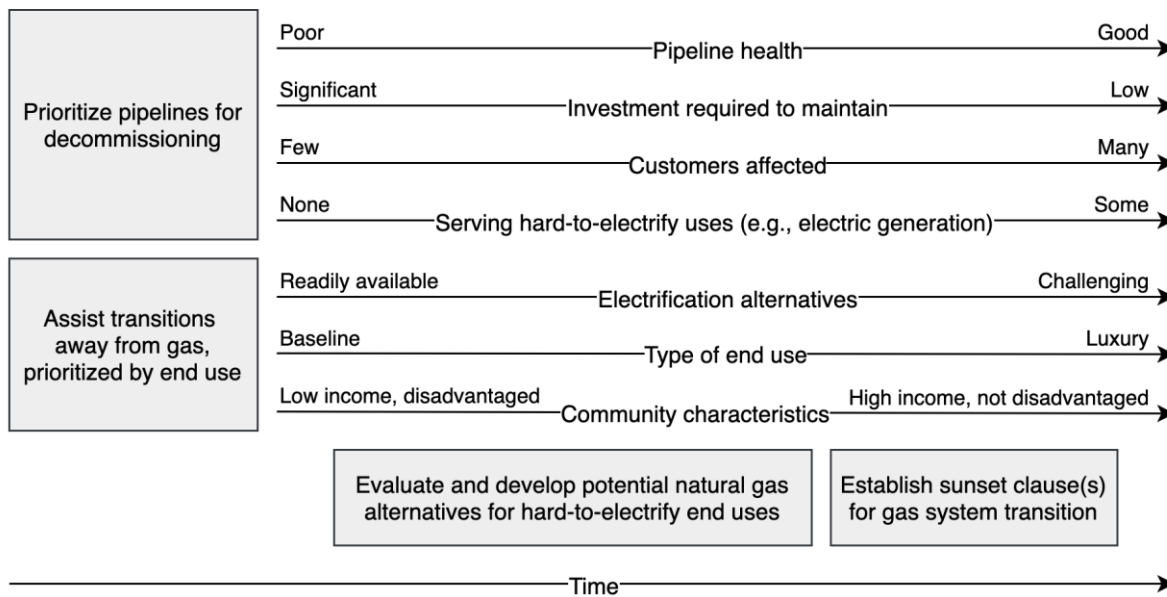 Prioritize pipelines for
decommissioning
Poor
Pipeline health
Good
Significant
Investment required to maintain
Low
Few
Customers affected
Many
None
Serving hard-to-electrify uses (e.g., electric generation)
Some
Assist transitions
away from gas,
prioritized by end use
Readily available
Electrification alternatives
Challenging
Baseline
Type of end use
Luxury
Low income, disadvantaged
Community characteristics
High income, not disadvantaged
Evaluate and develop potential natural gas
alternatives for hard-to-electrify end uses
Establish sunset clause(s)
for gas system transition
Time